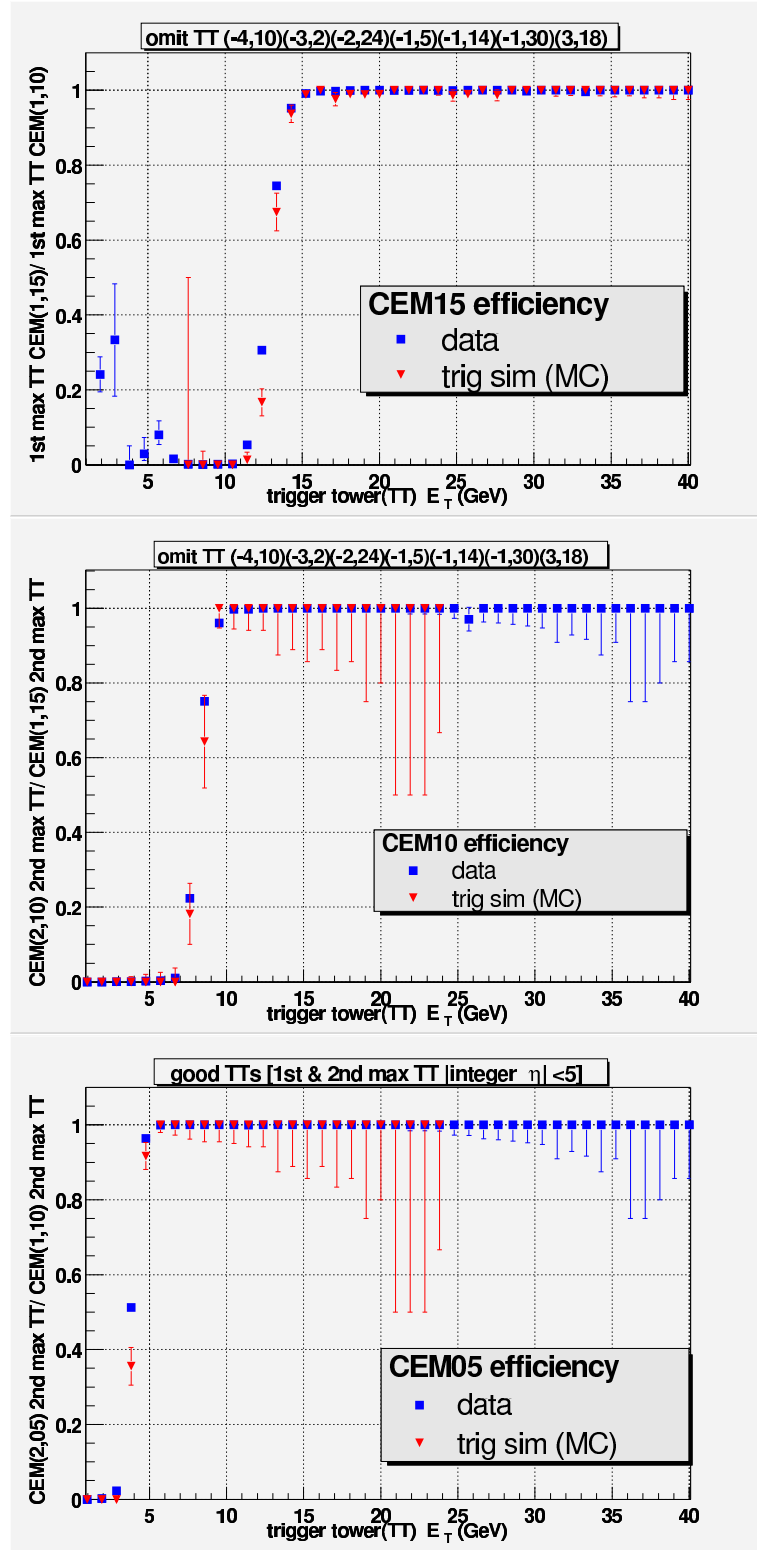 omit TT (-4,10)(-3,2)(-2,24)(-1,5)(-1,14)(-1,30)(3,18)
1st max TT CEM(1,15)/ 1st max TT CEM(1,10)
1
0.8
0.6
0.4
0.2
0
CEM15 efficiency
data
trig sim (MC)
5 10 15 20 25 30 35 40
trigger tower(TT) E T (GeV)
omit TT (-4,10)(-3,2)(-2,24)(-1,5)(-1,14)(-1,30)(3,18)
CEM(2,10) 2nd max TT/ CEM(1,15) 2nd max TT
1
0.8
0.6
0.4
0.2
0
CEM10 efficiency
data
trig sim (MC)
5 10 15 20 25 30 35 40
trigger tower(TT) E T (GeV)
good TTs [1st & 2nd max TT |integer η| <5]
CEM(2,05) 2nd max TT/ CEM(1,10) 2nd max TT
1
0.8
0.6
0.4
0.2
0
CEM05 efficiency
data
trig sim (MC)
5 10 15 20 25 30 35 40
trigger tower(TT) E T (GeV)